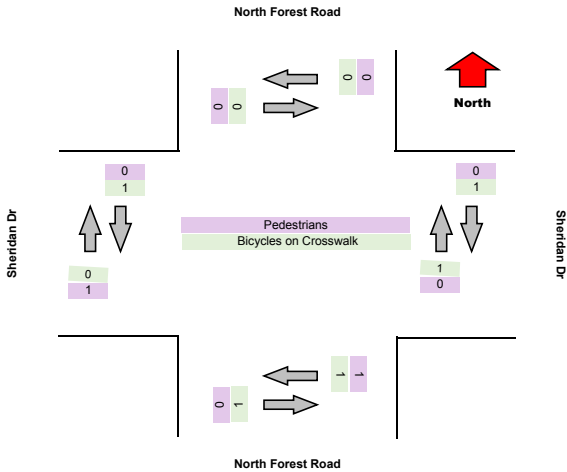 North Forest Road
0 0
0 0
North
0
1
0
1
Sheridan Dr
Pedestrians
Bicycles on Crosswalk
Sheridan Dr
0
1
1
0
1 1
0 1
North Forest Road